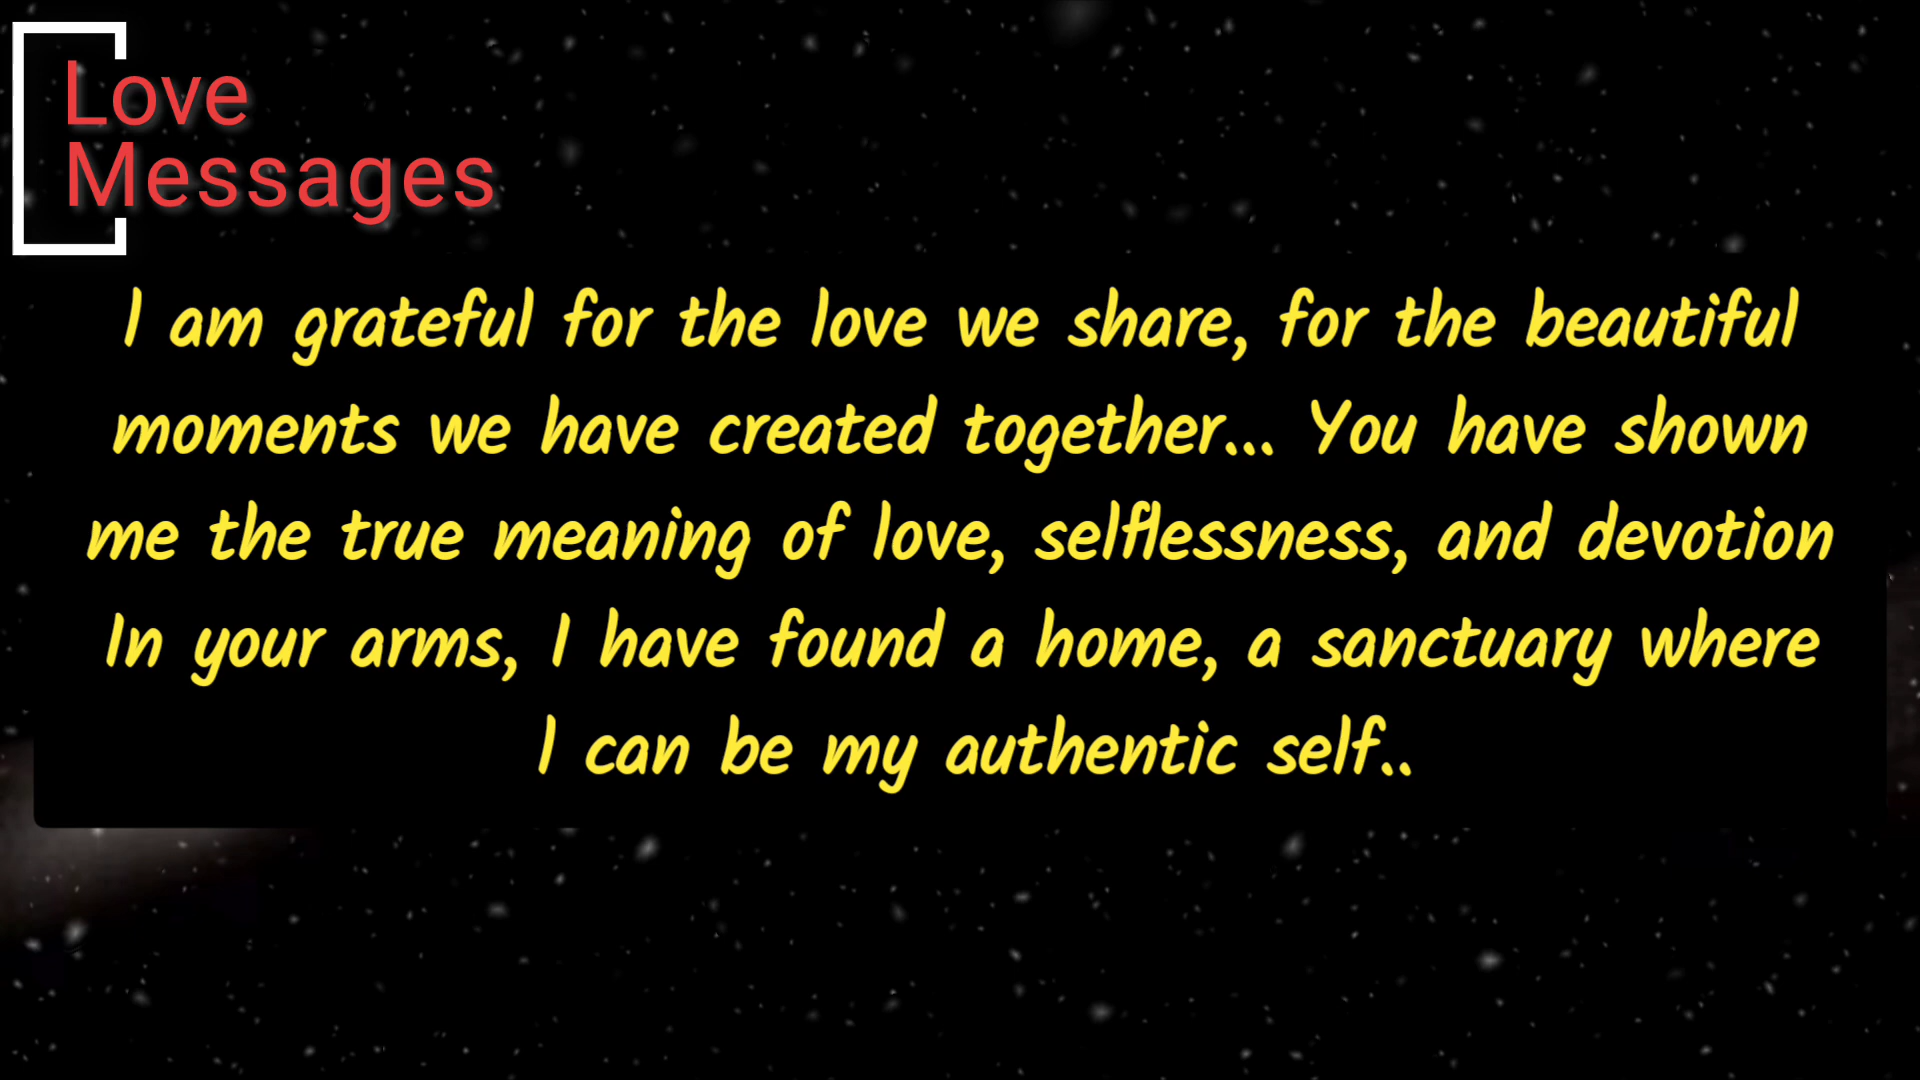 Love
Messages
I am grateful for the love we share, for the beautiful
moments we have created together... You have shown
me the true meaning of love, selflessness, and devotion
In your arms, I have found a home, a sanctuary where
I can be my authentic self..